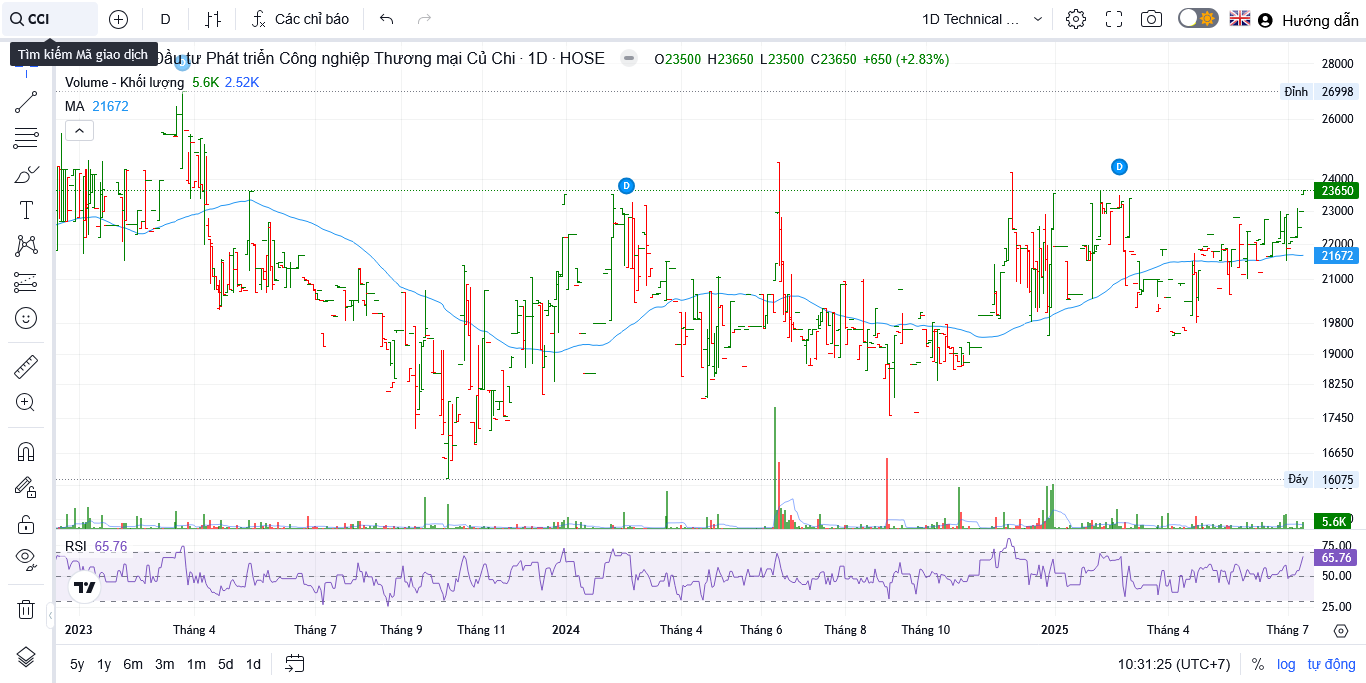 CCI D Các chỉ báo 1D Technical ... Hướng dẫn
Tìm kiếm Mã giao dịch
Đầu tư Phát triển Công nghiệp Thương mại Củ Chi · 1D · HOSE O23500 H23650 L23500 C23650 +650 (+2.83%)
Volume - Khối lượng 5.6K 2.52K
MA 21672
28000
Đỉnh 26998
26000
24000
23650
23000
22000
21672
21000
19800
19000
18250
17450
16650
Đáy 16075
5.6K
D
D
D
RSI 65.76
75.00
65.76
50.00
25.00
2023 Tháng 4 Tháng 7 Tháng 9 Tháng 11 2024 Tháng 4 Tháng 6 Tháng 8 Tháng 10 2025 Tháng 4 Tháng 7
5y 1y 6m 3m 1m 5d 1d 10:31:25 (UTC+7) % log tự động